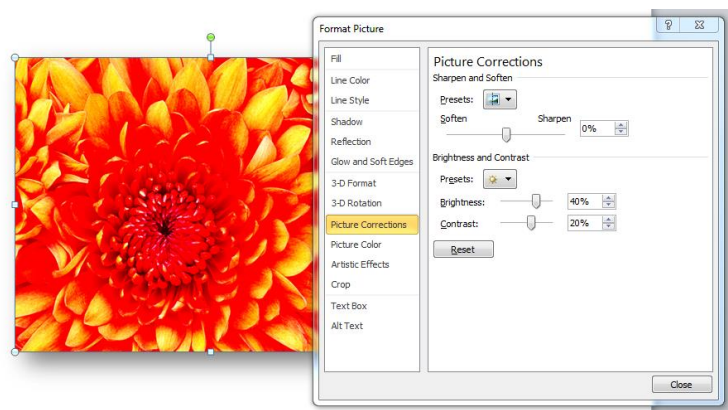 Format Picture
Fill
Line Color
Line Style
Shadow
Reflection
Glow and Soft Edges
3-D Format
3-D Rotation
Picture Corrections
Picture Color
Artistic Effects
Crop
Text Box
Alt Text
Picture Corrections
Sharpen and Soften
Presets:
Soften Sharpen 0%
Brightness and Contrast
Presets:
Brightness: 40%
Contrast: 20%
Reset
Close